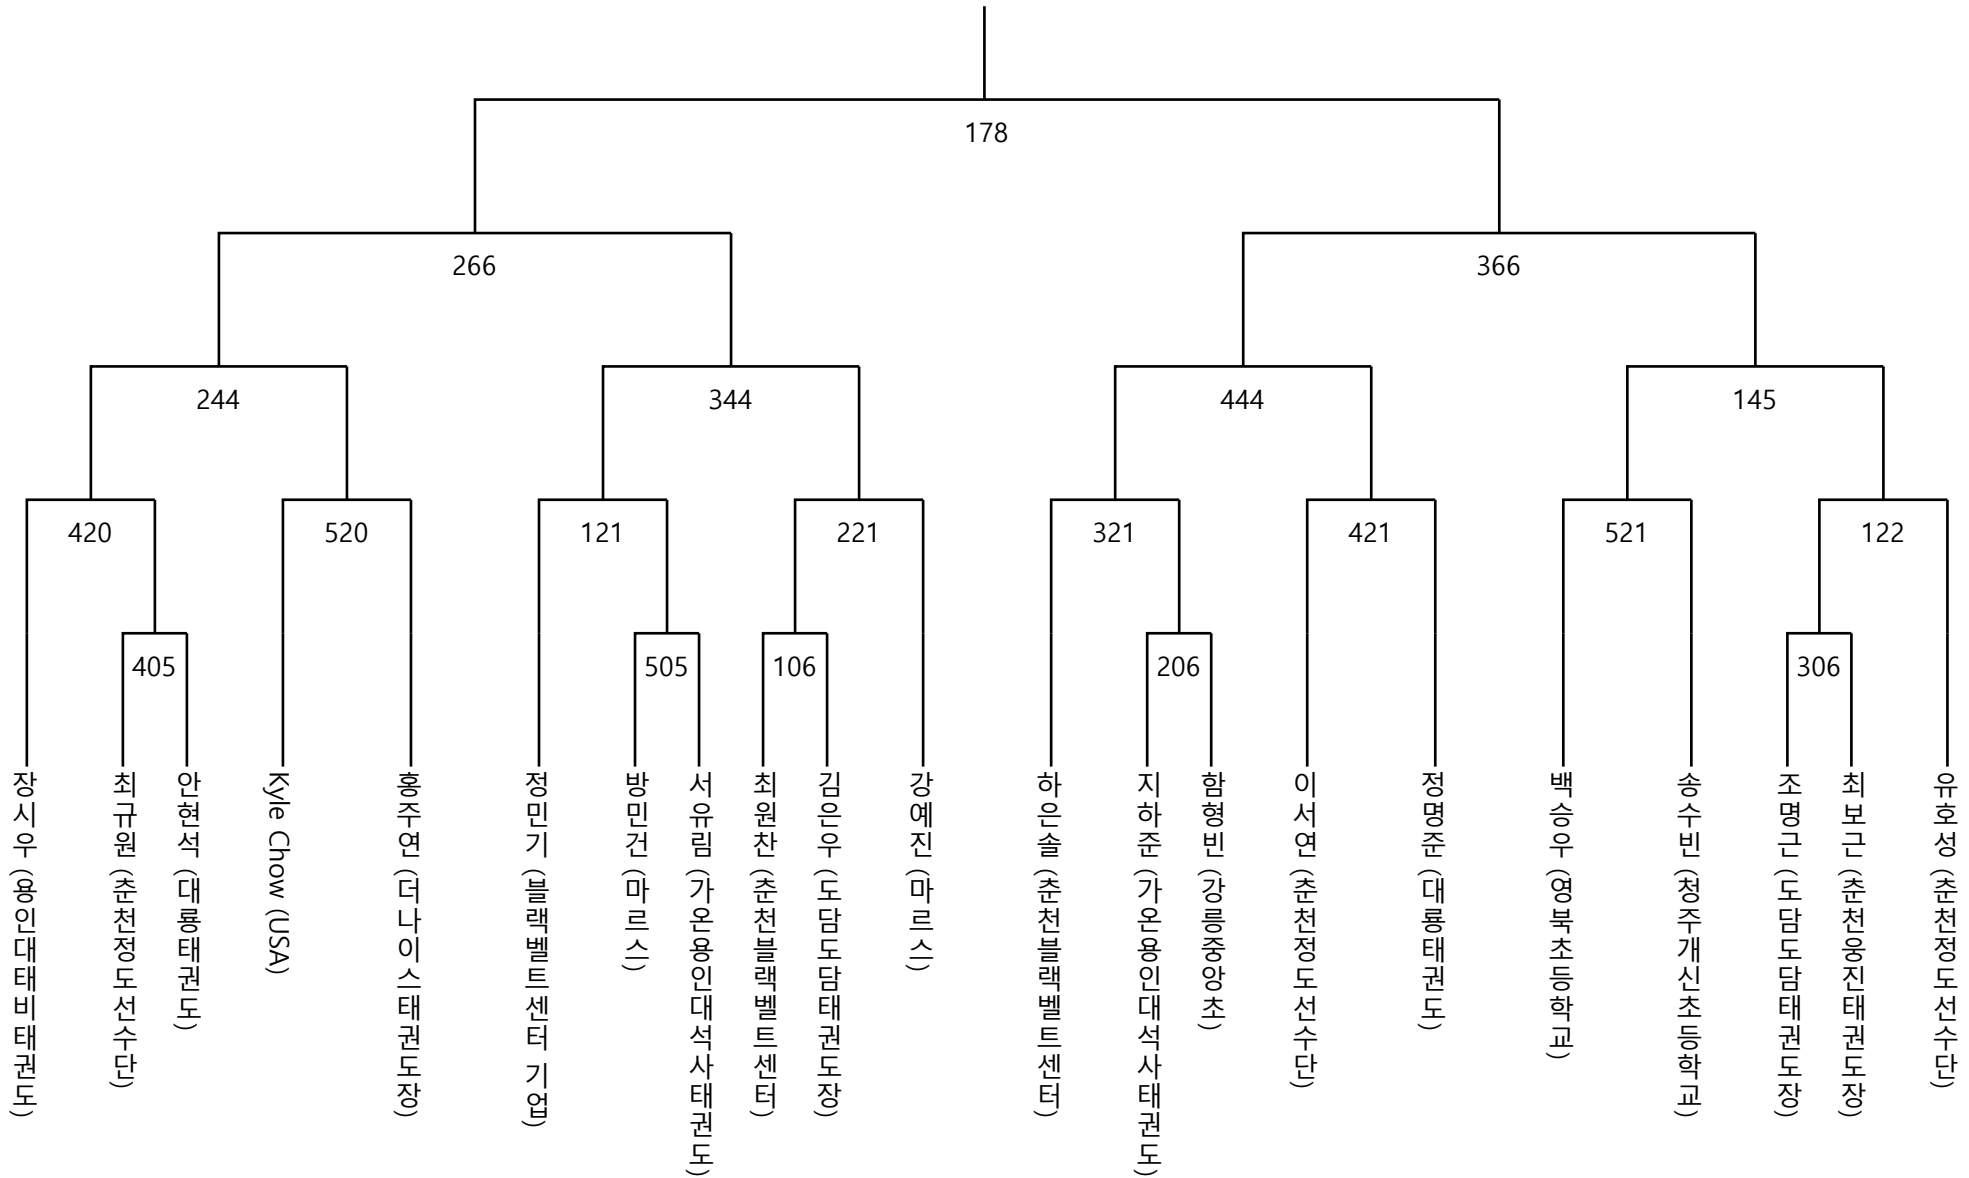 178
266
366
244
344
444
145
420
520
121
221
321
421
521
122
405
505
106
206
306
장시우 (용인대태비태권도)
최규원 (춘천정도선수단)
안현석 (대룡태권도)
Kyle Chow (USA)
홍주연 (더나이스태권도장)
정민기 (블랙벨트센터 기업)
방민건 (마르스)
서유림 (가온용인대석사태권도)
최원찬 (춘천블랙벨트센터)
김은우 (도담도담태권도장)
강예진 (마르스)
하은솔 (춘천블랙벨트센터)
지하준 (가온용인대석사태권도)
함형빈 (강릉중앙초)
이서연 (춘천정도선수단)
정명준 (대룡태권도)
백승우 (영북초등학교)
송수빈 (청주개신초등학교)
조명근 (도담도담태권도장)
최보근 (춘천웅진태권도장)
유호성 (춘천정도선수단)